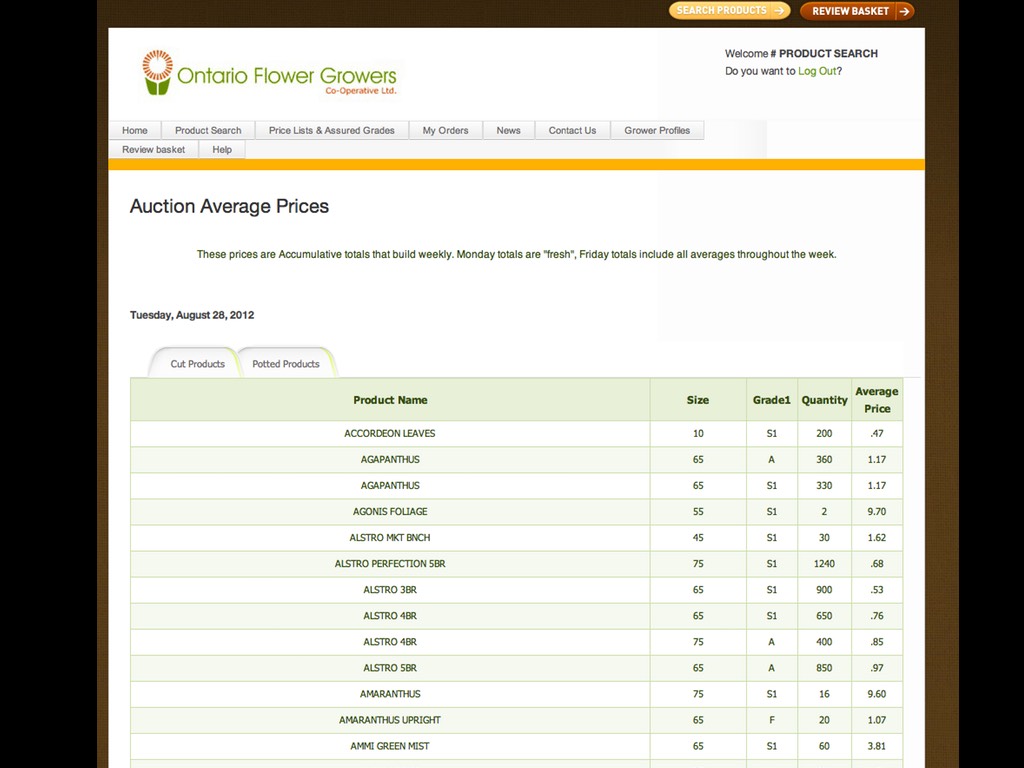 SEARCH PRODUCTS
REVIEW BASKET
Welcome # PRODUCT SEARCH
Do you want to Log Out?
Ontario Flower Growers
Co-Operative Ltd.
Home Product Search Price Lists & Assured Grades My Orders News Contact Us Grower Profiles
Review basket Help
Auction Average Prices
These prices are Accumulative totals that build weekly. Monday totals are "fresh", Friday totals include all averages throughout the week.
Tuesday, August 28, 2012
Cut Products Potted Products
Product Name Size Grade1 Quantity Average Price
ACCORDEON LEAVES 10 S1 200 .47
AGAPANTHUS 65 A 360 1.17
AGAPANTHUS 65 S1 330 1.17
AGONIS FOLIAGE 55 S1 2 9.70
ALSTRO MKT BNCH 45 S1 30 1.62
ALSTRO PERFECTION 5BR 75 S1 1240 .68
ALSTRO 3BR 65 S1 900 .53
ALSTRO 4BR 65 S1 650 .76
ALSTRO 4BR 75 A 400 .85
ALSTRO 5BR 65 A 850 .97
AMARANTHUS 75 S1 16 9.60
AMARANTHUS UPRIGHT 65 F 20 1.07
AMMI GREEN MIST 65 S1 60 3.81